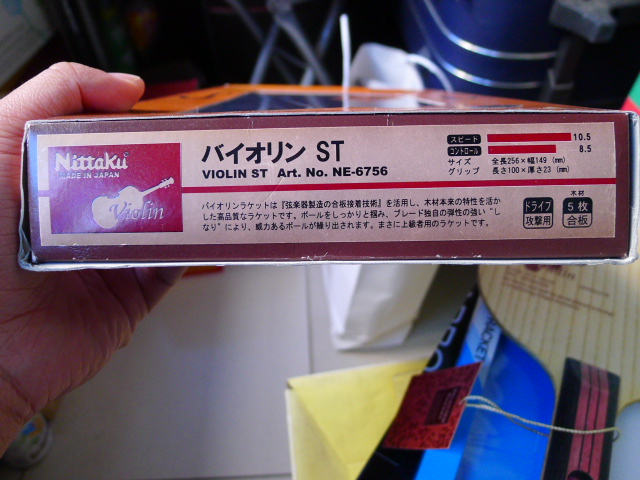 Nittaku
MADE IN JAPAN
Violin
バイオリン ST
VIOLIN ST Art. No. NE-6756
スピード 10.5
コントロール 8.5
サイズ 全長256×幅149 (mm)
グリップ 長さ100×厚さ23 (mm)
バイオリンラケットは『弦楽器製造の合板接着技術』を活用し、木材本来の特性を活か
した高品質なラケットです。ボールをしっかりと掴み、ブレード独自の弾性の強い"し
なり"により、威力あるボールが繰り出されます。まさに上級者用のラケットです。
ドライブ
攻撃用
木材
5枚
合板
RACKET